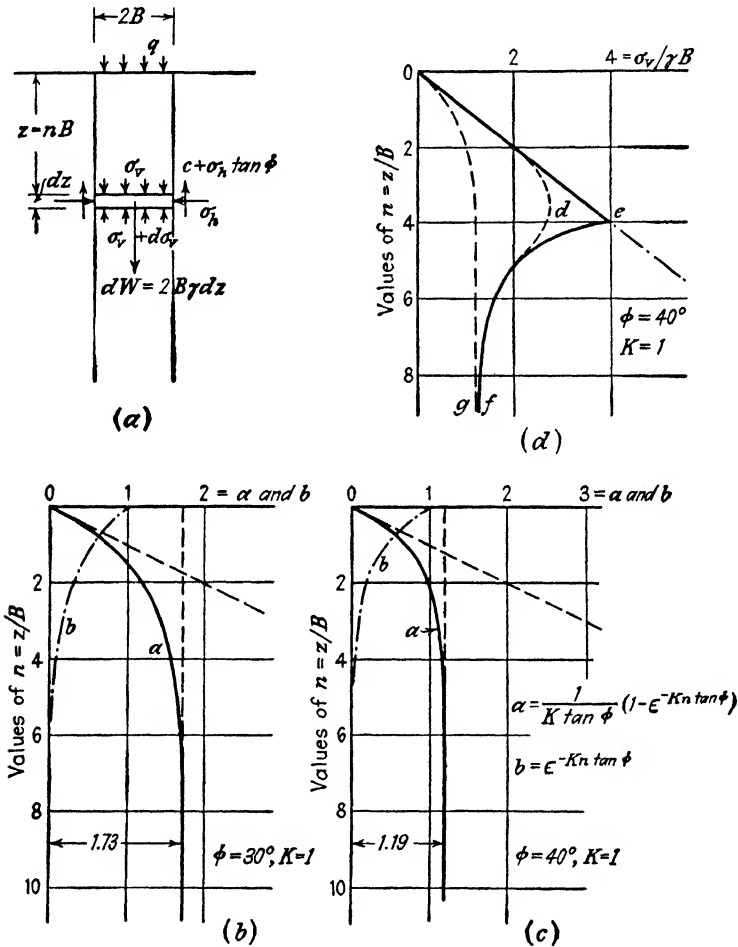 2B
q
z=nB
dz
σᵥ
c+σₕ tan ϕ
σₕ
σᵥ+dσᵥ
dW=2Bγdz
(a)
0 2 4 =σᵥ/γB
Values of n=z/B
2
4
6
8
d
e
ϕ=40°
K=1
g f
(d)
0 1 2 = a and b
Values of n=z/B
2
4
6
8
10
b
a
1.73
ϕ=30°, K=1
(b)
0 1 2 3 = a and b
Values of n=z/B
2
4
6
8
10
b
a
a = 1/(K tan ϕ) (1-ϵ^(-Kn tan ϕ))
b = ϵ^(-Kn tan ϕ)
1.19
ϕ=40°, K=1
(c)